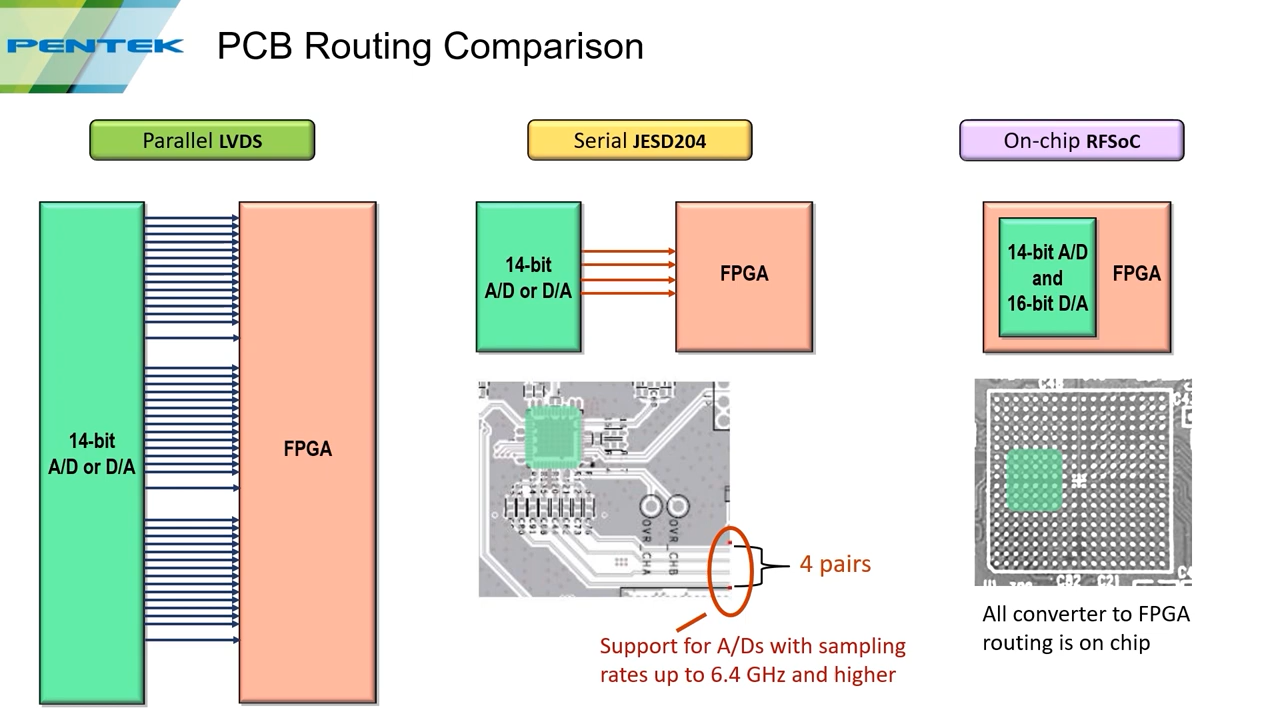 PENTEK
PCB Routing Comparison
Parallel LVDS
Serial JESD204
On-chip RFSoC
14-bit
A/D or D/A
FPGA
14-bit
A/D or D/A
FPGA
14-bit A/D
and
16-bit D/A
FPGA
OVR_CHA
OVR_CHB
4 pairs
Support for A/Ds with sampling
rates up to 6.4 GHz and higher
C92
C21
All converter to FPGA
routing is on chip